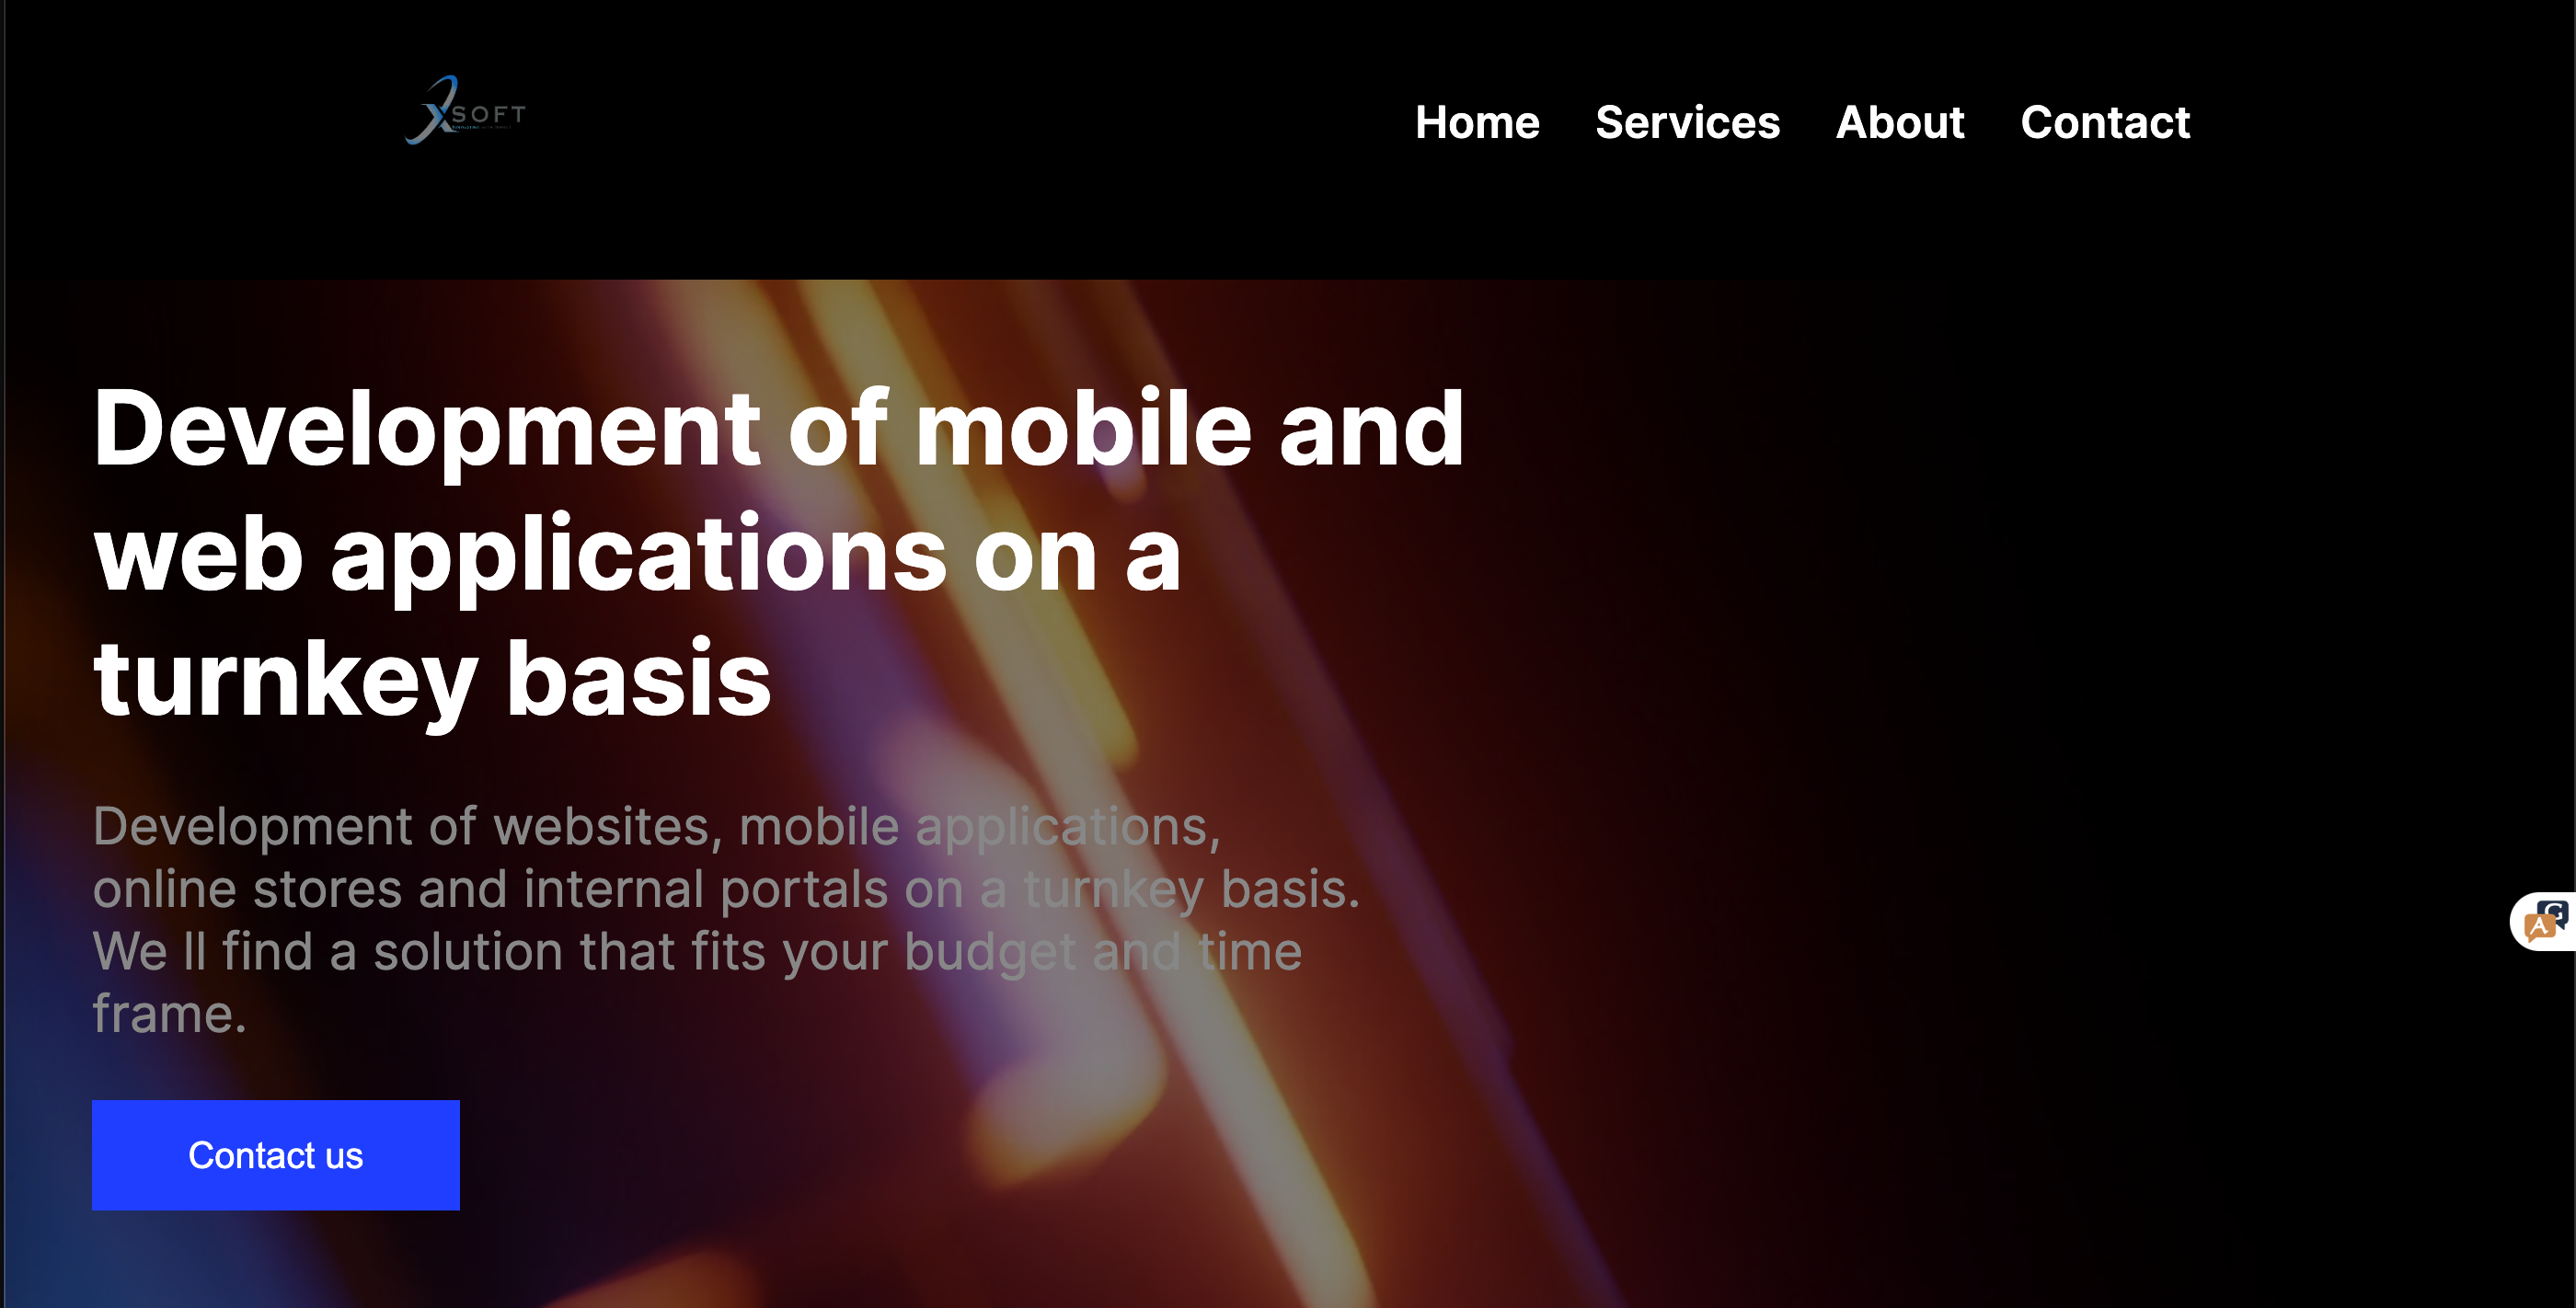 XSOFT
Home Services About Contact
Development of mobile and
web applications on a
turnkey basis
Development of websites, mobile applications,
online stores and internal portals on a turnkey basis.
We ll find a solution that fits your budget and time
frame.
Contact us
G
A